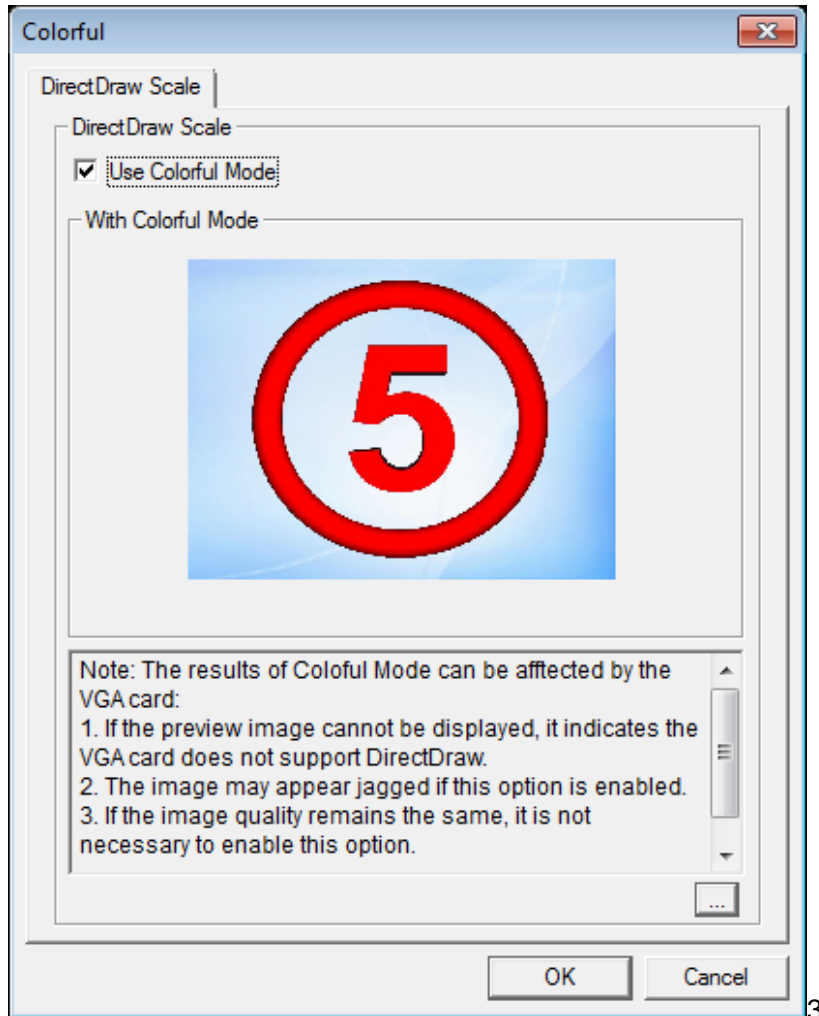 Colorful
DirectDraw Scale
DirectDraw Scale
Use Colorful Mode
With Colorful Mode
5
Note: The results of Coloful Mode can be afftected by the
VGA card:
1. If the preview image cannot be displayed, it indicates the
VGA card does not support DirectDraw.
2. The image may appear jagged if this option is enabled.
3. If the image quality remains the same, it is not
necessary to enable this option.
...
OK Cancel
3